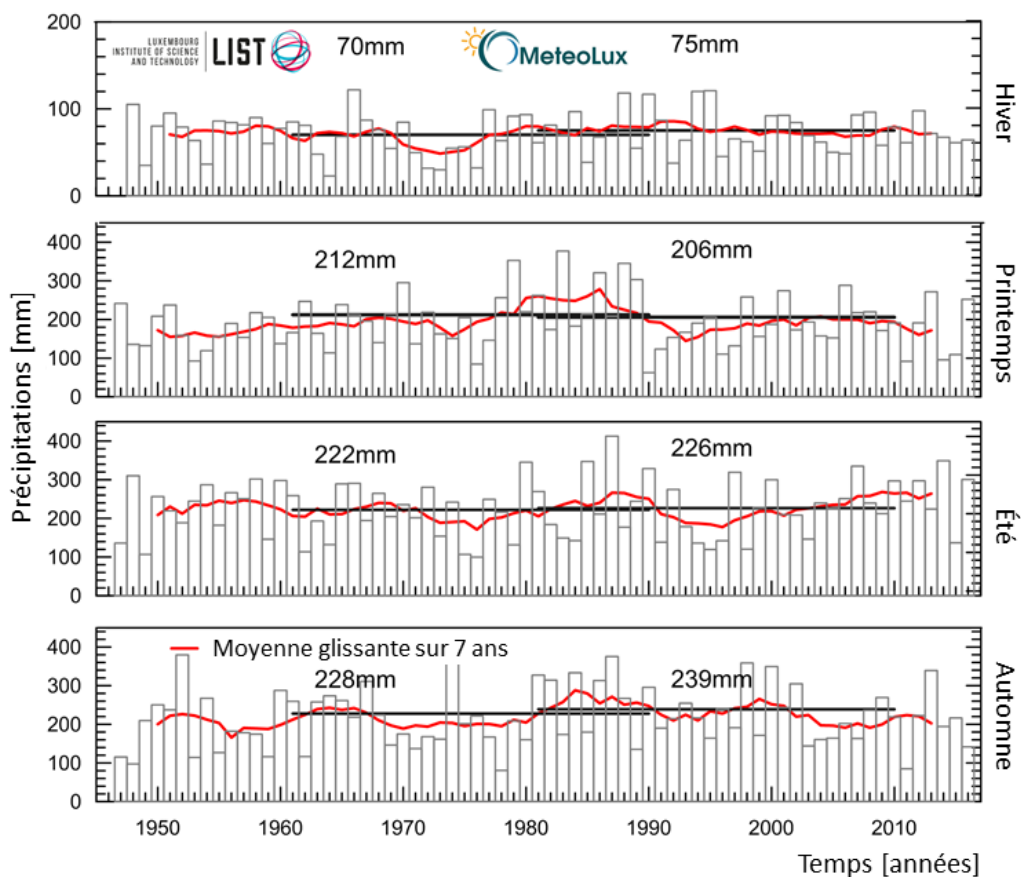 LUXEMBOURG
INSTITUTE OF SCIENCE
AND TECHNOLOGY
LIST
MeteoLux
70mm
75mm
200
100
0
Hiver
212mm
206mm
400
300
200
100
0
Printemps
222mm
226mm
400
300
200
100
0
Été
Moyenne glissante sur 7 ans
228mm
239mm
400
300
200
100
0
Automne
Précipitations [mm]
1950 1960 1970 1980 1990 2000 2010
Temps [années]